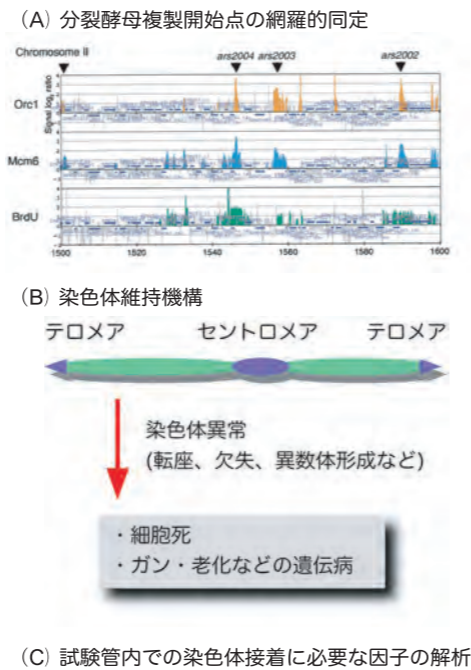 (A) 分裂酵母複製開始点の網羅的同定
Chromosome II
ars2004 ars2003 ars2002
Signal log₂ ratio
Orc1
Mcm6
BrdU
1500 1520 1540 1560 1580 1600
(B) 染色体維持機構
テロメア セントロメア テロメア
染色体異常
(転座、欠失、異数体形成など)
・細胞死
・ガン・老化などの遺伝病
(C) 試験管内での染色体接着に必要な因子の解析